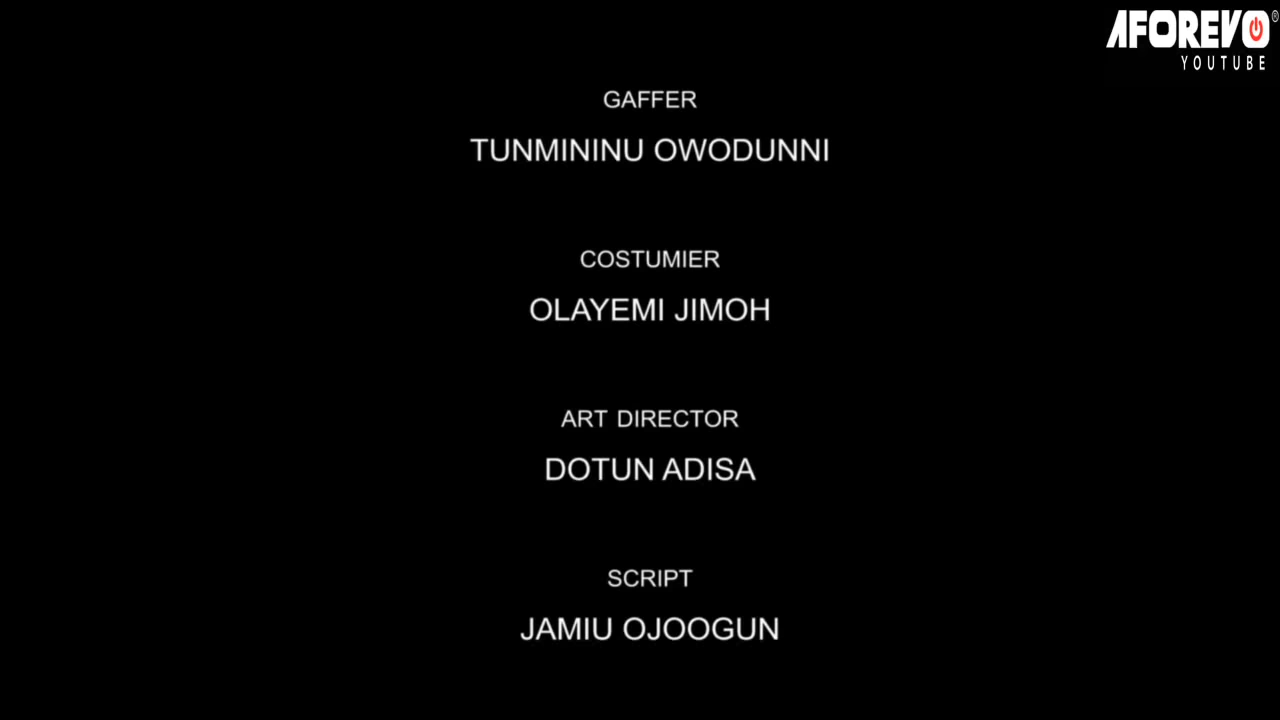 AFOREVO®
YOUTUBE
GAFFER
TUNMININU OWODUNNI
COSTUMIER
OLAYEMI JIMOH
ART DIRECTOR
DOTUN ADISA
SCRIPT
JAMIU OJOOGUN